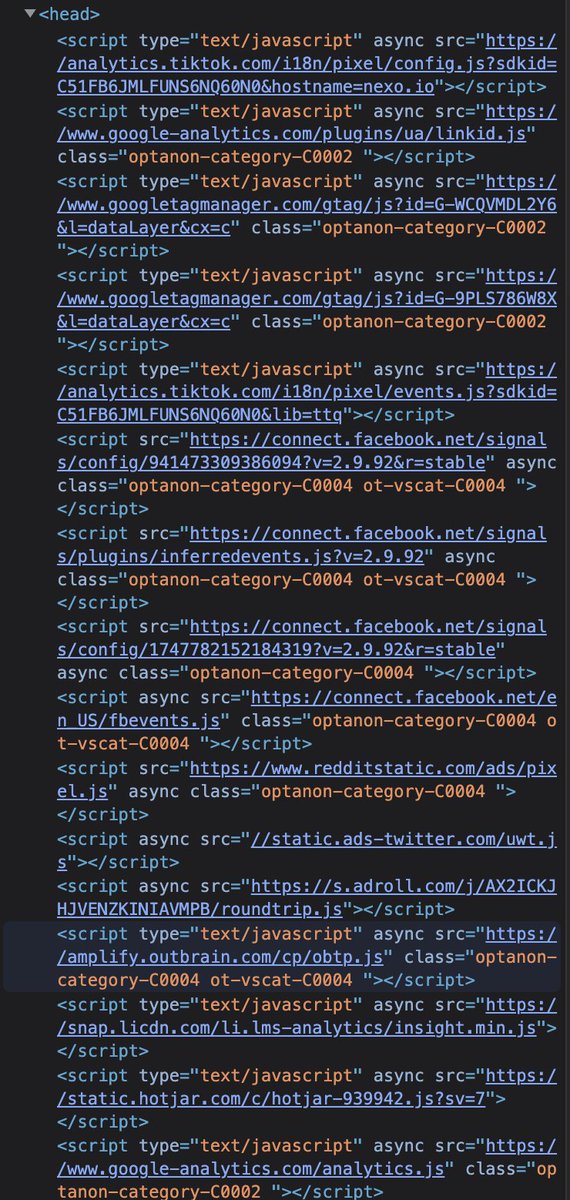 ▼<head>
<script type="text/javascript" async src="https:/
/analytics.tiktok.com/i18n/pixel/config.js?sdkid=
C51FB6JMLFUNS6NQ60N0&hostname=nexo.io"></script>
<script type="text/javascript" async src="https:/
/www.google-analytics.com/plugins/ua/linkid.js"
class="optanon-category-C0002 "></script>
<script type="text/javascript" async src="https:/
/www.googletagmanager.com/gtag/js?id=G-WCQVMDL2Y6
&l=dataLayer&cx=c" class="optanon-category-C0002
"></script>
<script type="text/javascript" async src="https:/
/www.googletagmanager.com/gtag/js?id=G-9PLS786W8X
&l=dataLayer&cx=c" class="optanon-category-C0002
"></script>
<script type="text/javascript" async src="https:/
/analytics.tiktok.com/i18n/pixel/events.js?sdkid=
C51FB6JMLFUNS6NQ60N0&lib=ttq"></script>
<script src="https://connect.facebook.net/signal
s/config/941473309386094?v=2.9.92&r=stable" async
class="optanon-category-C0004 ot-vscat-C0004 ">
</script>
<script src="https://connect.facebook.net/signal
s/plugins/inferredevents.js?v=2.9.92" async
class="optanon-category-C0004 ot-vscat-C0004 ">
</script>
<script src="https://connect.facebook.net/signal
s/config/1747782152184319?v=2.9.92&r=stable"
async class="optanon-category-C0004 "></script>
<script async src="https://connect.facebook.net/e
n_US/fbevents.js" class="optanon-category-C0004 o
t-vscat-C0004 "></script>
<script src="https://www.redditstatic.com/ads/pix
el.js" async class="optanon-category-C0004 ">
</script>
<script async src="//static.ads-twitter.com/uwt.j
s"></script>
<script async src="https://s.adroll.com/j/AX2ICKJ
HJVENZKINIAVMPB/roundtrip.js"></script>
<script type="text/javascript" async src="https:/
/amplify.outbrain.com/cp/obtp.js" class="optanon-
category-C0004 ot-vscat-C0004 "></script>
<script type="text/javascript" async src="https:/
/snap.licdn.com/li.lms-analytics/insight.min.js">
</script>
<script type="text/javascript" async src="https:/
/static.hotjar.com/c/hotjar-939942.js?sv=7">
</script>
<script type="text/javascript" async src="https:/
/www.google-analytics.com/analytics.js" class="op
tanon-category-C0002 "></script>